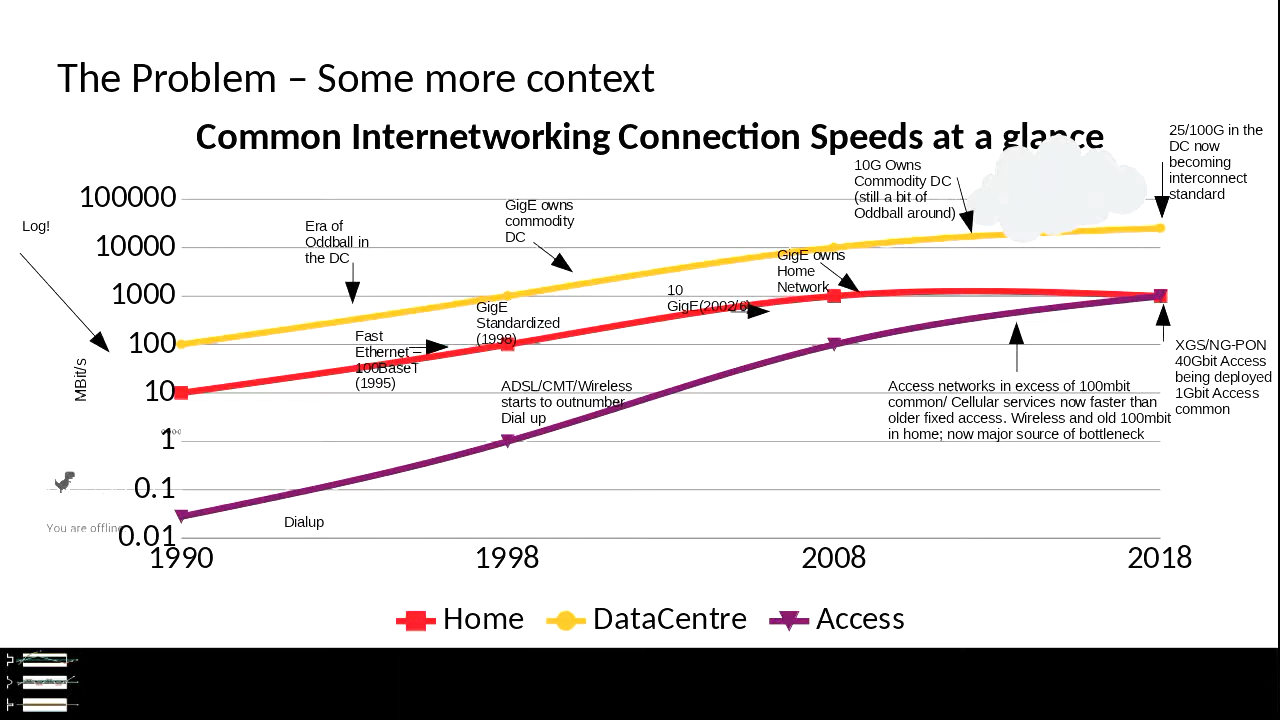 The Problem – Some more context
Common Internetworking Connection Speeds at a glance
25/100G in the
DC now
becoming
interconnect
standard
10G Owns
Commodity DC
(still a bit of
Oddball around)
Log!
Era of
Oddball in
the DC
GigE owns
commodity
DC
GigE owns
Home
Network
10
GigE(2002/6)
GigE
Standardized
(1998)
Fast
Ethernet –
100BaseT
(1995)
ADSL/CMT/Wireless
starts to outnumber
Dial up
Access networks in excess of 100mbit
common/ Cellular services now faster than
older fixed access. Wireless and old 100mbit
in home; now major source of bottleneck
XGS/NG-PON
40Gbit Access
being deployed
1Gbit Access
common
Dialup
You are offline
MBit/s
100000
10000
1000
100
10
1
0.1
0.01
1990
1998
2008
2018
Home
DataCentre
Access